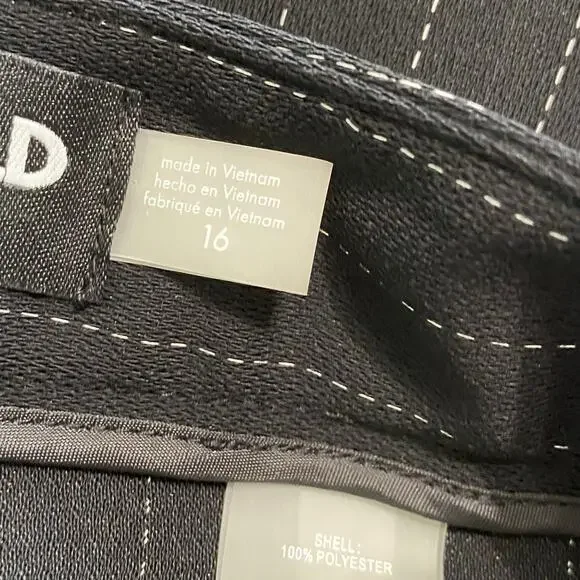 D
made in Vietnam
hecho en Vietnam
fabriqué en Vietnam
16
SHELL:
100% POLYESTER